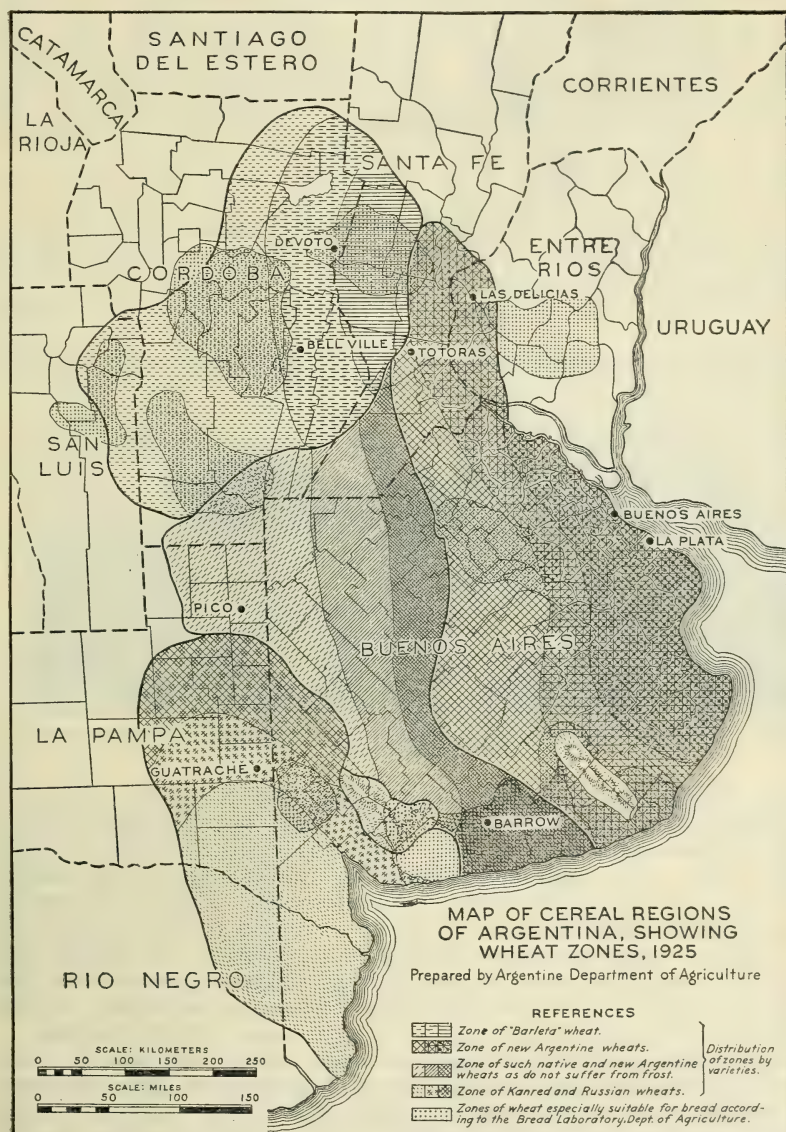 SANTIAGO
DEL ESTERO
CATAMARCA
LA
RIOJA
CORRIENTES
SANTA FE
DEVOTO
CORDOBA
ENTRE
RIOS
LAS DELICIAS
URUGUAY
BELL VILLE
TOTORAS
SAN
LUIS
BUENOS AIRES
LA PLATA
PICO
BUENOS AIRES
LA PAMPA
GUATRACHE
BARROW
RIO NEGRO
MAP OF CEREAL REGIONS
OF ARGENTINA, SHOWING
WHEAT ZONES, 1925
Prepared by Argentine Department of Agriculture
REFERENCES
Zone of "Barleta" wheat.
Zone of new Argentine wheats.
Zone of such native and new Argentine
wheats as do not suffer from frost.
Zone of Kanred and Russian wheats.
Distribution
of zones by
varieties.
Zones of wheat especially suitable for bread accord-
ing to the Bread Laboratory. Dept. of Agriculture.
SCALE: KILOMETERS
0 50 100 150 200 250
SCALE: MILES
0 50 100 150